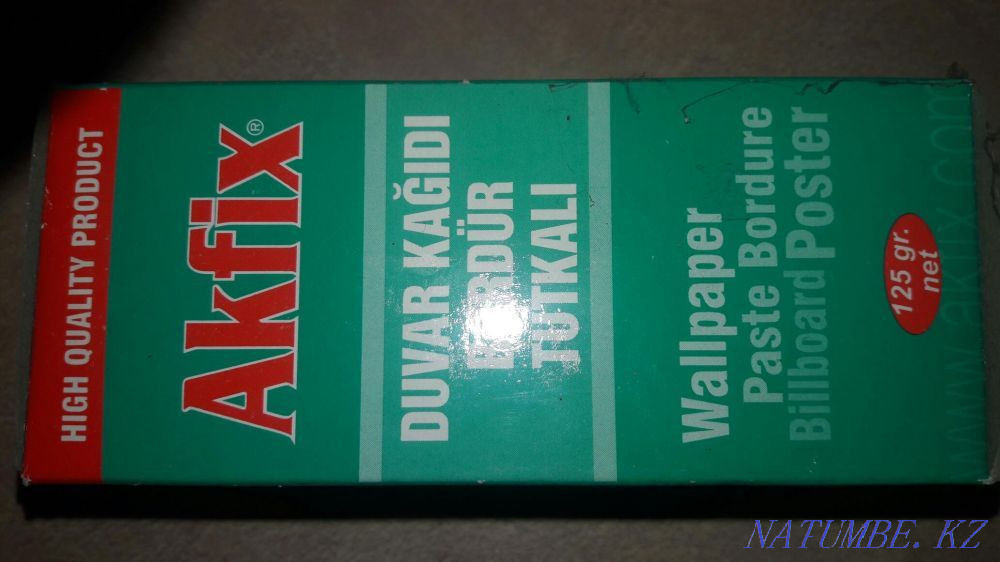 HIGH QUALITY PRODUCT
Akfix®
DUVAR KAĞIDI
BORDÜR
TUTKALI
Wallpaper
Paste Bordure
Billboard Poster
125 gr.
net
www.akfix.com
NATUMBE.KZ